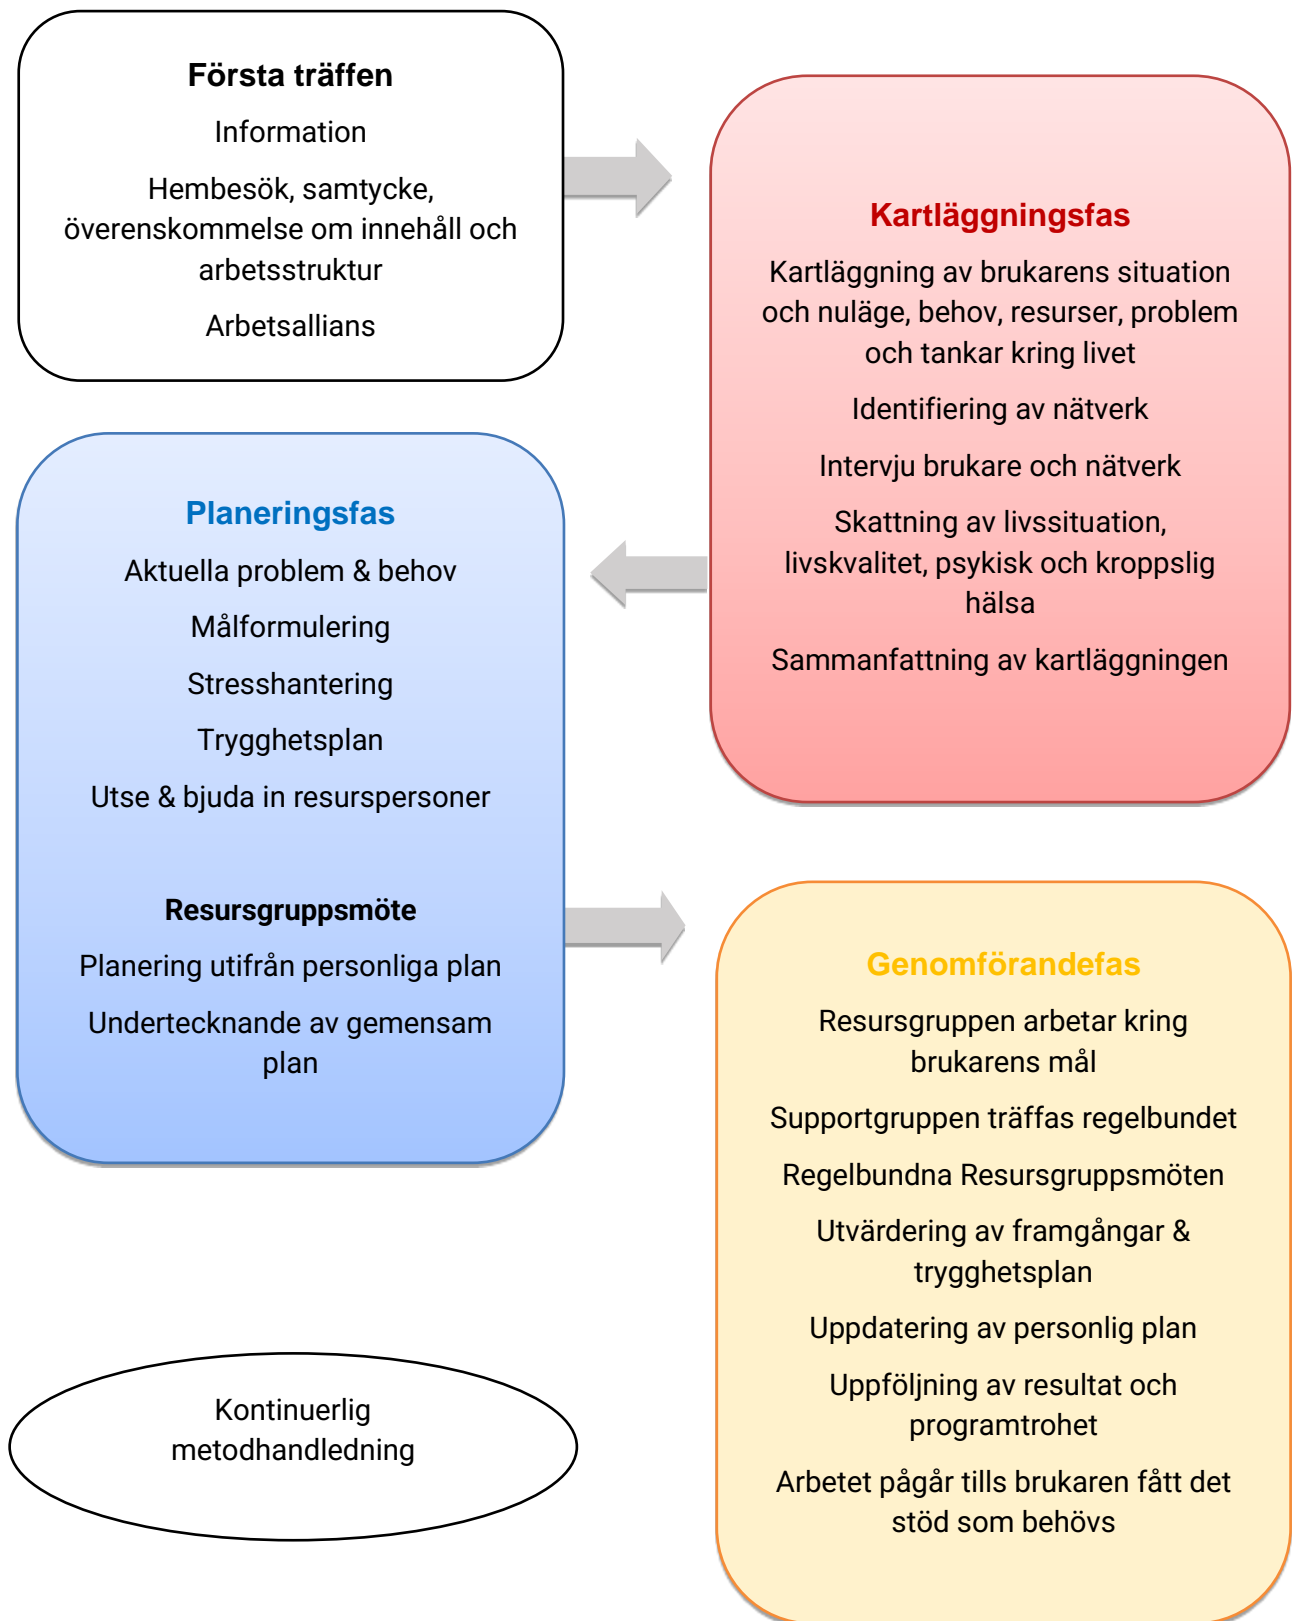 Första träffen
Information
Hembesök, samtycke,
överenskommelse om innehåll och
arbetsstruktur
Arbetsallians
Kartläggningsfas
Kartläggning av brukarens situation
och nuläge, behov, resurser, problem
och tankar kring livet
Identifiering av nätverk
Intervju brukare och nätverk
Skattning av livssituation,
livskvalitet, psykisk och kroppslig
hälsa
Sammanfattning av kartläggningen
Planeringsfas
Aktuella problem & behov
Målformulering
Stresshantering
Trygghetsplan
Utse & bjuda in resurspersoner
Resursgruppsmöte
Planering utifrån personliga plan
Undertecknande av gemensam
plan
Genomförandefas
Resursgruppen arbetar kring
brukarens mål
Supportgruppen träffas regelbundet
Regelbundna Resursgruppsmöten
Utvärdering av framgångar &
trygghetsplan
Uppdatering av personlig plan
Uppföljning av resultat och
programtrohet
Arbetet pågår tills brukaren fått det
stöd som behövs
Kontinuerlig
metodhandledning